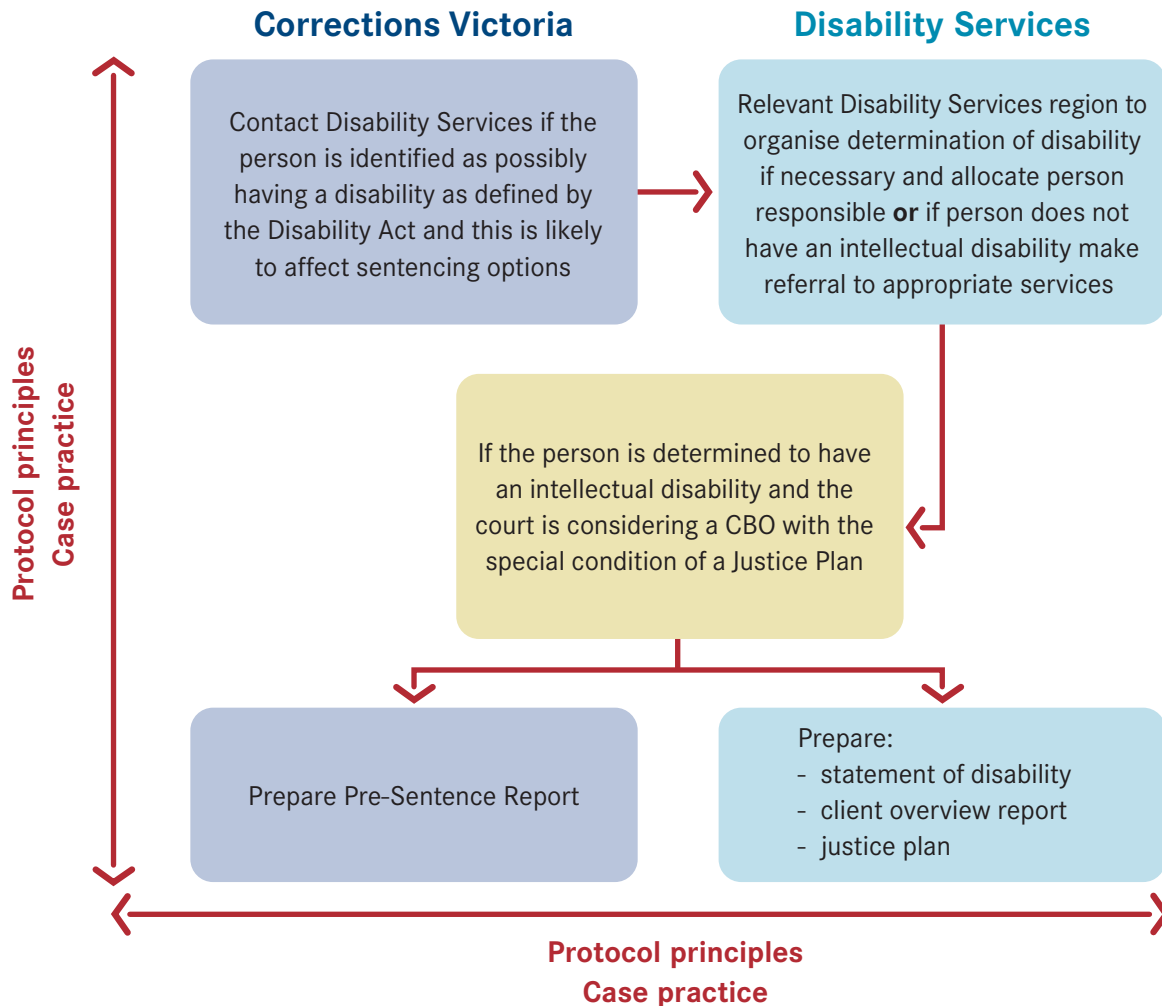 Corrections Victoria
Disability Services
Contact Disability Services if the
person is identified as possibly
having a disability as defined by
the Disability Act and this is likely
to affect sentencing options
Relevant Disability Services region to
organise determination of disability
if necessary and allocate person
responsible or if person does not
have an intellectual disability make
referral to appropriate services
If the person is determined to have
an intellectual disability and the
court is considering a CBO with the
special condition of a Justice Plan
Prepare Pre-Sentence Report
Prepare:
- statement of disability
- client overview report
- justice plan
Protocol principles
Case practice
Protocol principles
Case practice